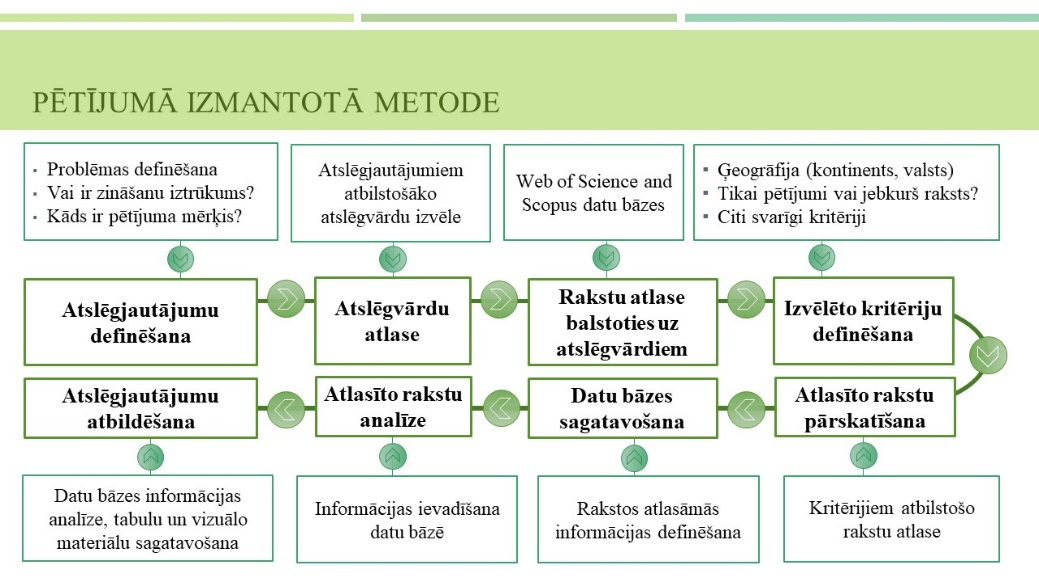 PĒTĪJUMĀ IZMANTOTĀ METODE
▪ Problēmas definēšana
▪ Vai ir zināšanu iztrūkums?
▪ Kāds ir pētījuma mērķis?
Atslēgjautājumiem
atbilstošāko
atslēgvārdu izvēle
Web of Science and
Scopus datu bāzes
▪ Ģeogrāfija (kontinents, valsts)
▪ Tikai pētījumi vai jebkurš raksts?
▪ Citi svarīgi kritēriji
Atslēgjautājumu
definēšana
Atslēgvārdu
atlase
Rakstu atlase
balstoties uz
atslēgvārdiem
Izvēlēto kritēriju
definēšana
Atlasīto rakstu
pārskatīšana
Datu bāzes
sagatavošana
Atlasīto rakstu
analīze
Atslēgjautājumu
atbildēšana
Datu bāzes informācijas
analīze, tabulu un vizuālo
materiālu sagatavošana
Informācijas ievadīšana
datu bāzē
Rakstos atlasāmās
informācijas definēšana
Kritērijiem atbilstošo
rakstu atlase